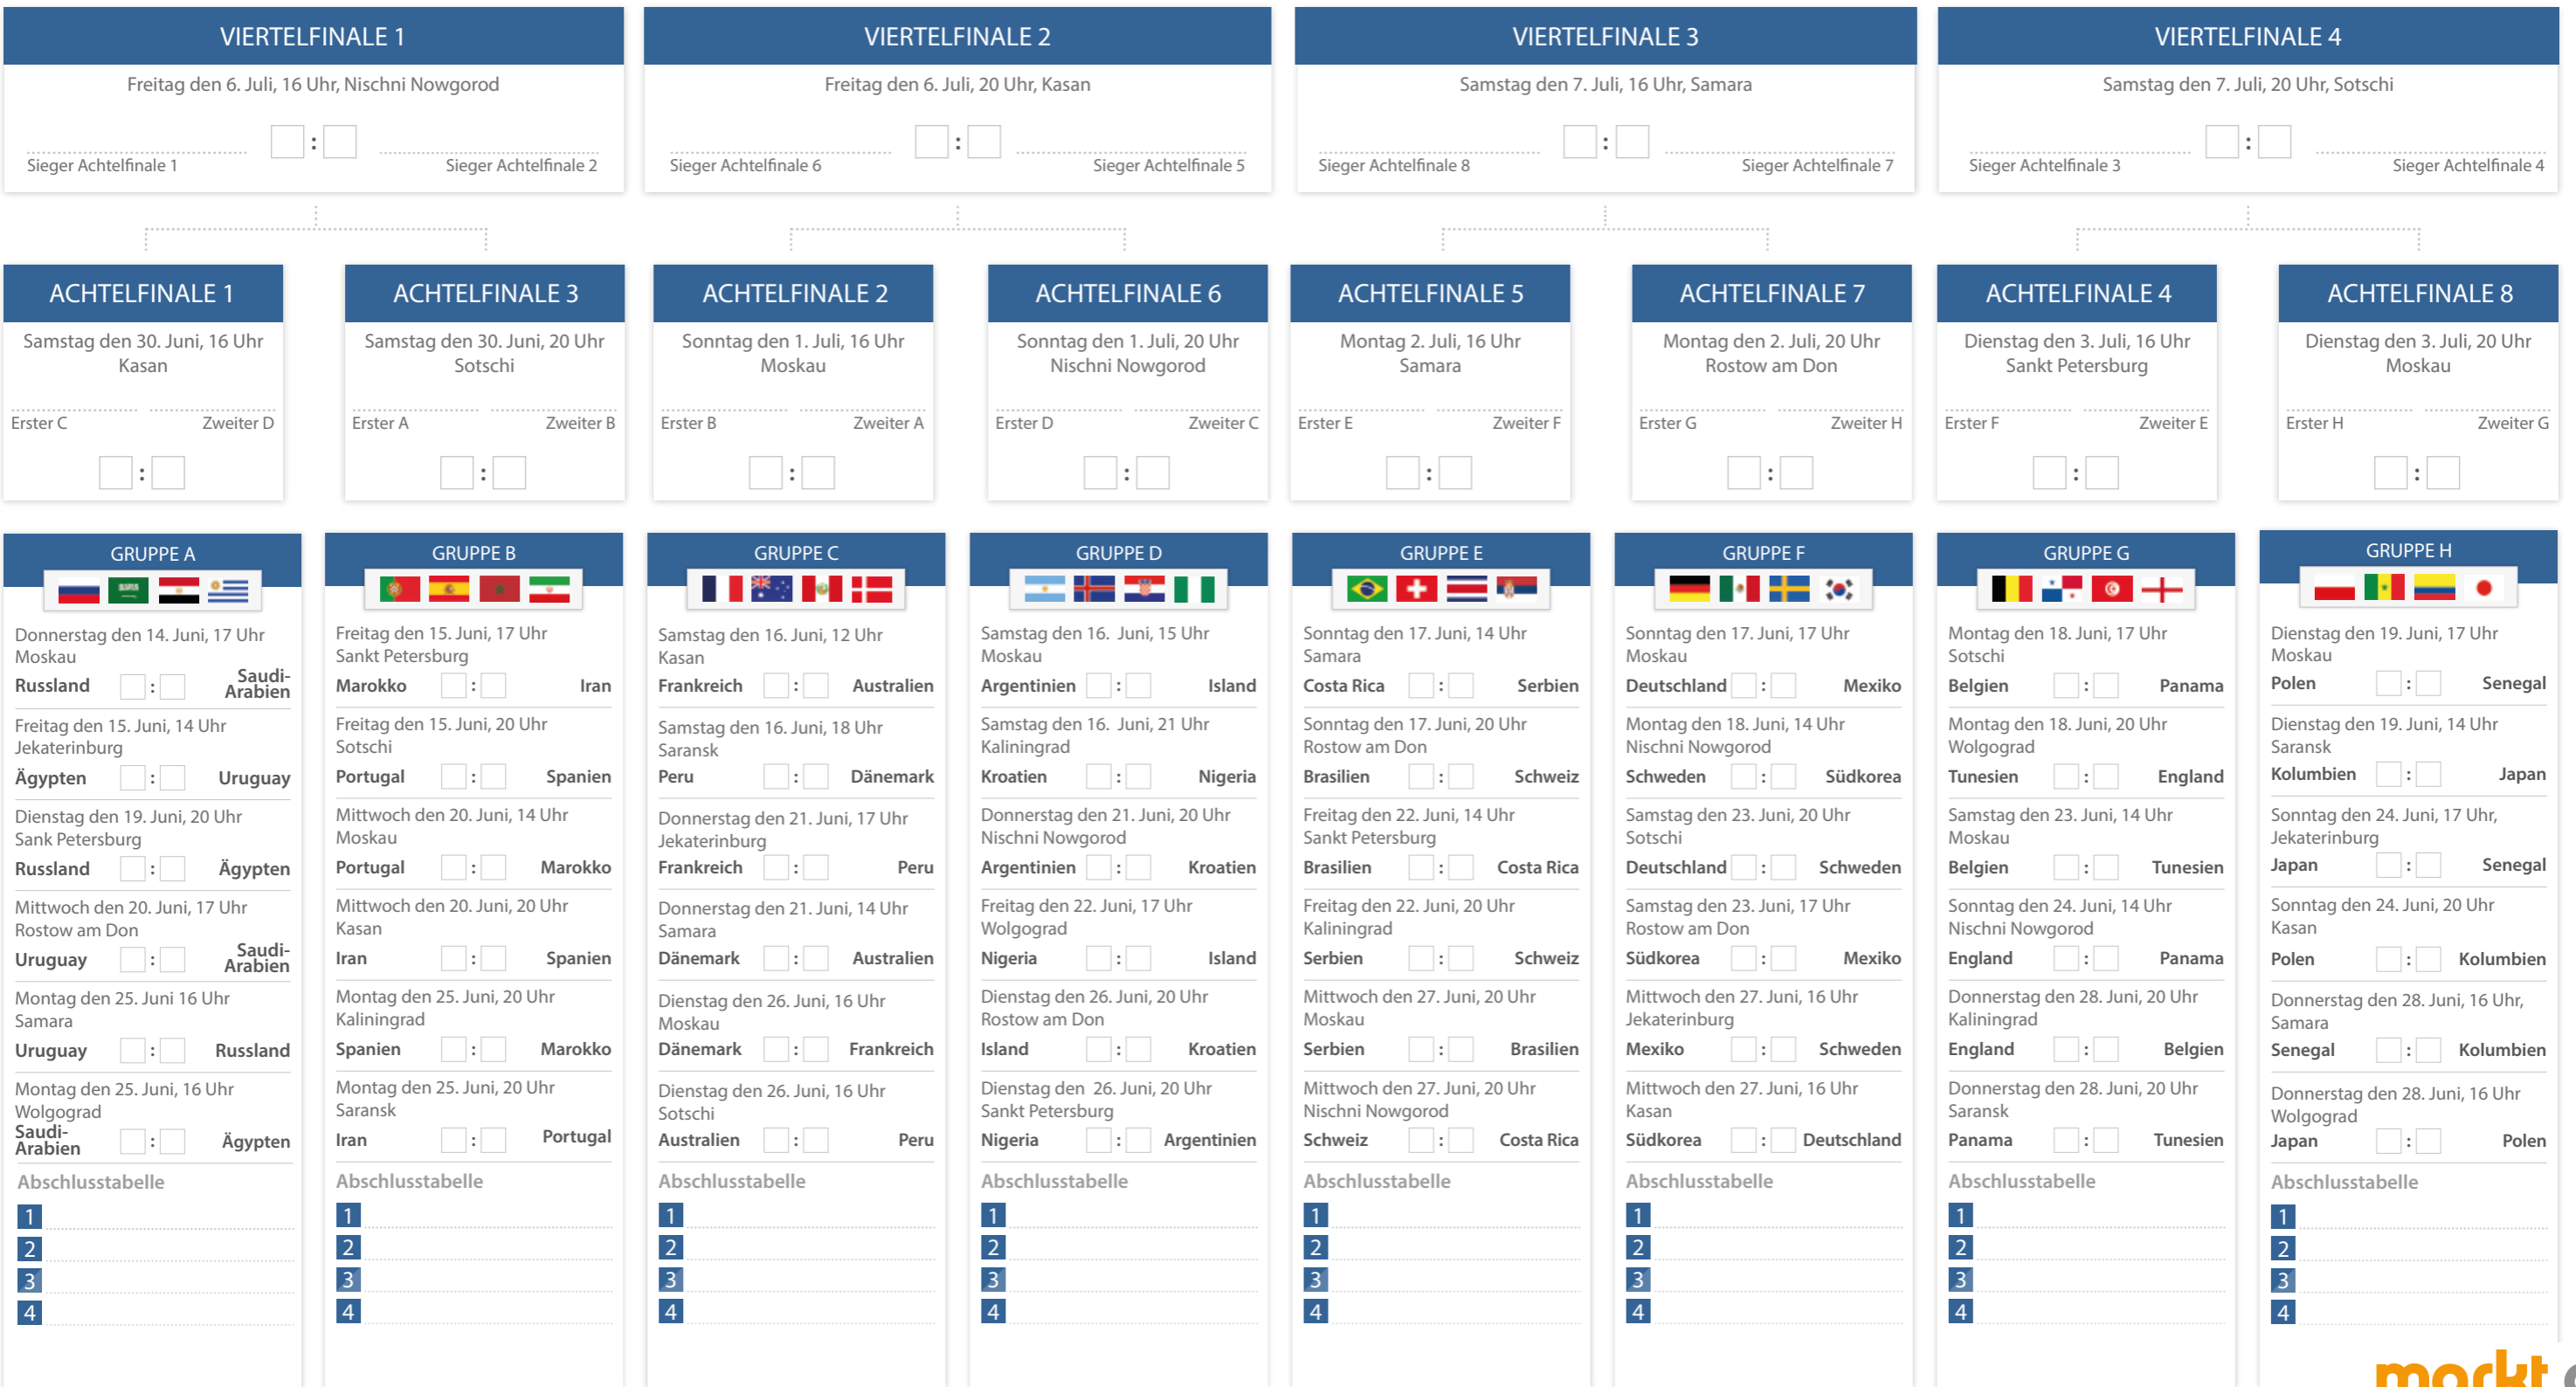 VIERTELFINALE 1
Freitag den 6. Juli, 16 Uhr, Nischni Nowgorod
:
Sieger Achtelfinale 1 Sieger Achtelfinale 2
VIERTELFINALE 2
Freitag den 6. Juli, 20 Uhr, Kasan
:
Sieger Achtelfinale 6 Sieger Achtelfinale 5
VIERTELFINALE 3
Samstag den 7. Juli, 16 Uhr, Samara
:
Sieger Achtelfinale 8 Sieger Achtelfinale 7
VIERTELFINALE 4
Samstag den 7. Juli, 20 Uhr, Sotschi
:
Sieger Achtelfinale 3 Sieger Achtelfinale 4
ACHTELFINALE 1
Samstag den 30. Juni, 16 Uhr
Kasan
Erster C Zweiter D
:
ACHTELFINALE 3
Samstag den 30. Juni, 20 Uhr
Sotschi
Erster A Zweiter B
:
ACHTELFINALE 2
Sonntag den 1. Juli, 16 Uhr
Moskau
Erster B Zweiter A
:
ACHTELFINALE 6
Sonntag den 1. Juli, 20 Uhr
Nischni Nowgorod
Erster D Zweiter C
:
ACHTELFINALE 5
Montag 2. Juli, 16 Uhr
Samara
Erster E Zweiter F
:
ACHTELFINALE 7
Montag den 2. Juli, 20 Uhr
Rostow am Don
Erster G Zweiter H
:
ACHTELFINALE 4
Dienstag den 3. Juli, 16 Uhr
Sankt Petersburg
Erster F Zweiter E
:
ACHTELFINALE 8
Dienstag den 3. Juli, 20 Uhr
Moskau
Erster H Zweiter G
:
GRUPPE A
Donnerstag den 14. Juni, 17 Uhr
Moskau
Russland : Saudi-
Arabien
Freitag den 15. Juni, 14 Uhr
Jekaterinburg
Ägypten : Uruguay
Dienstag den 19. Juni, 20 Uhr
Sank Petersburg
Russland : Ägypten
Mittwoch den 20. Juni, 17 Uhr
Rostow am Don
Uruguay : Saudi-
Arabien
Montag den 25. Juni 16 Uhr
Samara
Uruguay : Russland
Montag den 25. Juni, 16 Uhr
Wolgograd
Saudi-
Arabien : Ägypten
Abschlusstabelle
1
2
3
4
GRUPPE B
Freitag den 15. Juni, 17 Uhr
Sankt Petersburg
Marokko : Iran
Freitag den 15. Juni, 20 Uhr
Sotschi
Portugal : Spanien
Mittwoch den 20. Juni, 14 Uhr
Moskau
Portugal : Marokko
Mittwoch den 20. Juni, 20 Uhr
Kasan
Iran : Spanien
Montag den 25. Juni, 20 Uhr
Kaliningrad
Spanien : Marokko
Montag den 25. Juni, 20 Uhr
Saransk
Iran : Portugal
Abschlusstabelle
1
2
3
4
GRUPPE C
Samstag den 16. Juni, 12 Uhr
Kasan
Frankreich : Australien
Samstag den 16. Juni, 18 Uhr
Saransk
Peru : Dänemark
Donnerstag den 21. Juni, 17 Uhr
Jekaterinburg
Frankreich : Peru
Donnerstag den 21. Juni, 14 Uhr
Samara
Dänemark : Australien
Dienstag den 26. Juni, 16 Uhr
Moskau
Dänemark : Frankreich
Dienstag den 26. Juni, 16 Uhr
Sotschi
Australien : Peru
Abschlusstabelle
1
2
3
4
GRUPPE D
Samstag den 16. Juni, 15 Uhr
Moskau
Argentinien : Island
Samstag den 16. Juni, 21 Uhr
Kaliningrad
Kroatien : Nigeria
Donnerstag den 21. Juni, 20 Uhr
Nischni Nowgorod
Argentinien : Kroatien
Freitag den 22. Juni, 17 Uhr
Wolgograd
Nigeria : Island
Dienstag den 26. Juni, 20 Uhr
Rostow am Don
Island : Kroatien
Dienstag den 26. Juni, 20 Uhr
Sankt Petersburg
Nigeria : Argentinien
Abschlusstabelle
1
2
3
4
GRUPPE E
Sonntag den 17. Juni, 14 Uhr
Samara
Costa Rica : Serbien
Sonntag den 17. Juni, 20 Uhr
Rostow am Don
Brasilien : Schweiz
Freitag den 22. Juni, 14 Uhr
Sankt Petersburg
Brasilien : Costa Rica
Freitag den 22. Juni, 20 Uhr
Kaliningrad
Serbien : Schweiz
Mittwoch den 27. Juni, 20 Uhr
Moskau
Serbien : Brasilien
Mittwoch den 27. Juni, 20 Uhr
Nischni Nowgorod
Schweiz : Costa Rica
Abschlusstabelle
1
2
3
4
GRUPPE F
Sonntag den 17. Juni, 17 Uhr
Moskau
Deutschland : Mexiko
Montag den 18. Juni, 14 Uhr
Nischni Nowgorod
Schweden : Südkorea
Samstag den 23. Juni, 20 Uhr
Sotschi
Deutschland : Schweden
Samstag den 23. Juni, 17 Uhr
Rostow am Don
Südkorea : Mexiko
Mittwoch den 27. Juni, 16 Uhr
Jekaterinburg
Mexiko : Schweden
Mittwoch den 27. Juni, 16 Uhr
Kasan
Südkorea : Deutschland
Abschlusstabelle
1
2
3
4
GRUPPE G
Montag den 18. Juni, 17 Uhr
Sotschi
Belgien : Panama
Montag den 18. Juni, 20 Uhr
Wolgograd
Tunesien : England
Samstag den 23. Juni, 14 Uhr
Moskau
Belgien : Tunesien
Sonntag den 24. Juni, 14 Uhr
Nischni Nowgorod
England : Panama
Donnerstag den 28. Juni, 20 Uhr
Kaliningrad
England : Belgien
Donnerstag den 28. Juni, 20 Uhr
Saransk
Panama : Tunesien
Abschlusstabelle
1
2
3
4
GRUPPE H
Dienstag den 19. Juni, 17 Uhr
Moskau
Polen : Senegal
Dienstag den 19. Juni, 14 Uhr
Saransk
Kolumbien : Japan
Sonntag den 24. Juni, 17 Uhr,
Jekaterinburg
Japan : Senegal
Sonntag den 24. Juni, 20 Uhr
Kasan
Polen : Kolumbien
Donnerstag den 28. Juni, 16 Uhr,
Samara
Senegal : Kolumbien
Donnerstag den 28. Juni, 16 Uhr
Wolgograd
Japan : Polen
Abschlusstabelle
1
2
3
4
markt